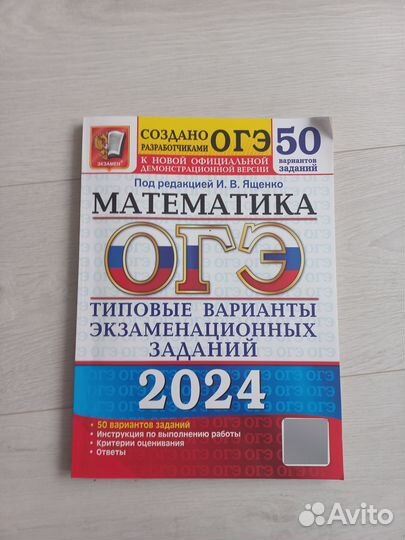 ЭКЗАМЕН
СОЗДАНО
РАЗРАБОТЧИКАМИ ОГЭ
К НОВОЙ ОФИЦИАЛЬНОЙ
ДЕМОНСТРАЦИОННОЙ ВЕРСИИ
50
вариантов
заданий
Под редакцией И. В. Ященко
МАТЕМАТИКА
ОГЭ
ТИПОВЫЕ ВАРИАНТЫ
ЭКЗАМЕНАЦИОННЫХ
ЗАДАНИЙ
2024
• 50 вариантов заданий
• Инструкция по выполнению работы
• Критерии оценивания
• Ответы
Avito